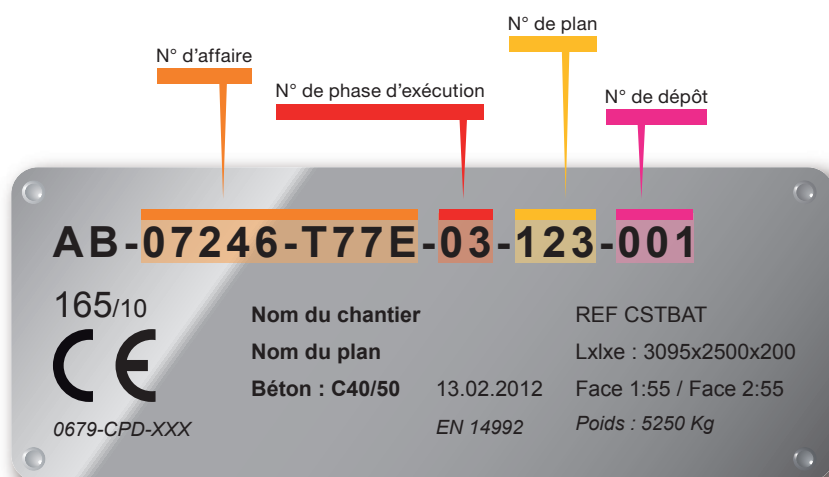 N° de plan
N° d'affaire
N° de phase d'exécution
N° de dépôt
AB-07246-T77E-03-123-001
165/10
CE
0679-CPD-XXX
Nom du chantier
Nom du plan
Béton : C40/50
13.02.2012
EN 14992
REF CSTBAT
Lxlxe : 3095x2500x200
Face 1:55 / Face 2:55
Poids : 5250 Kg